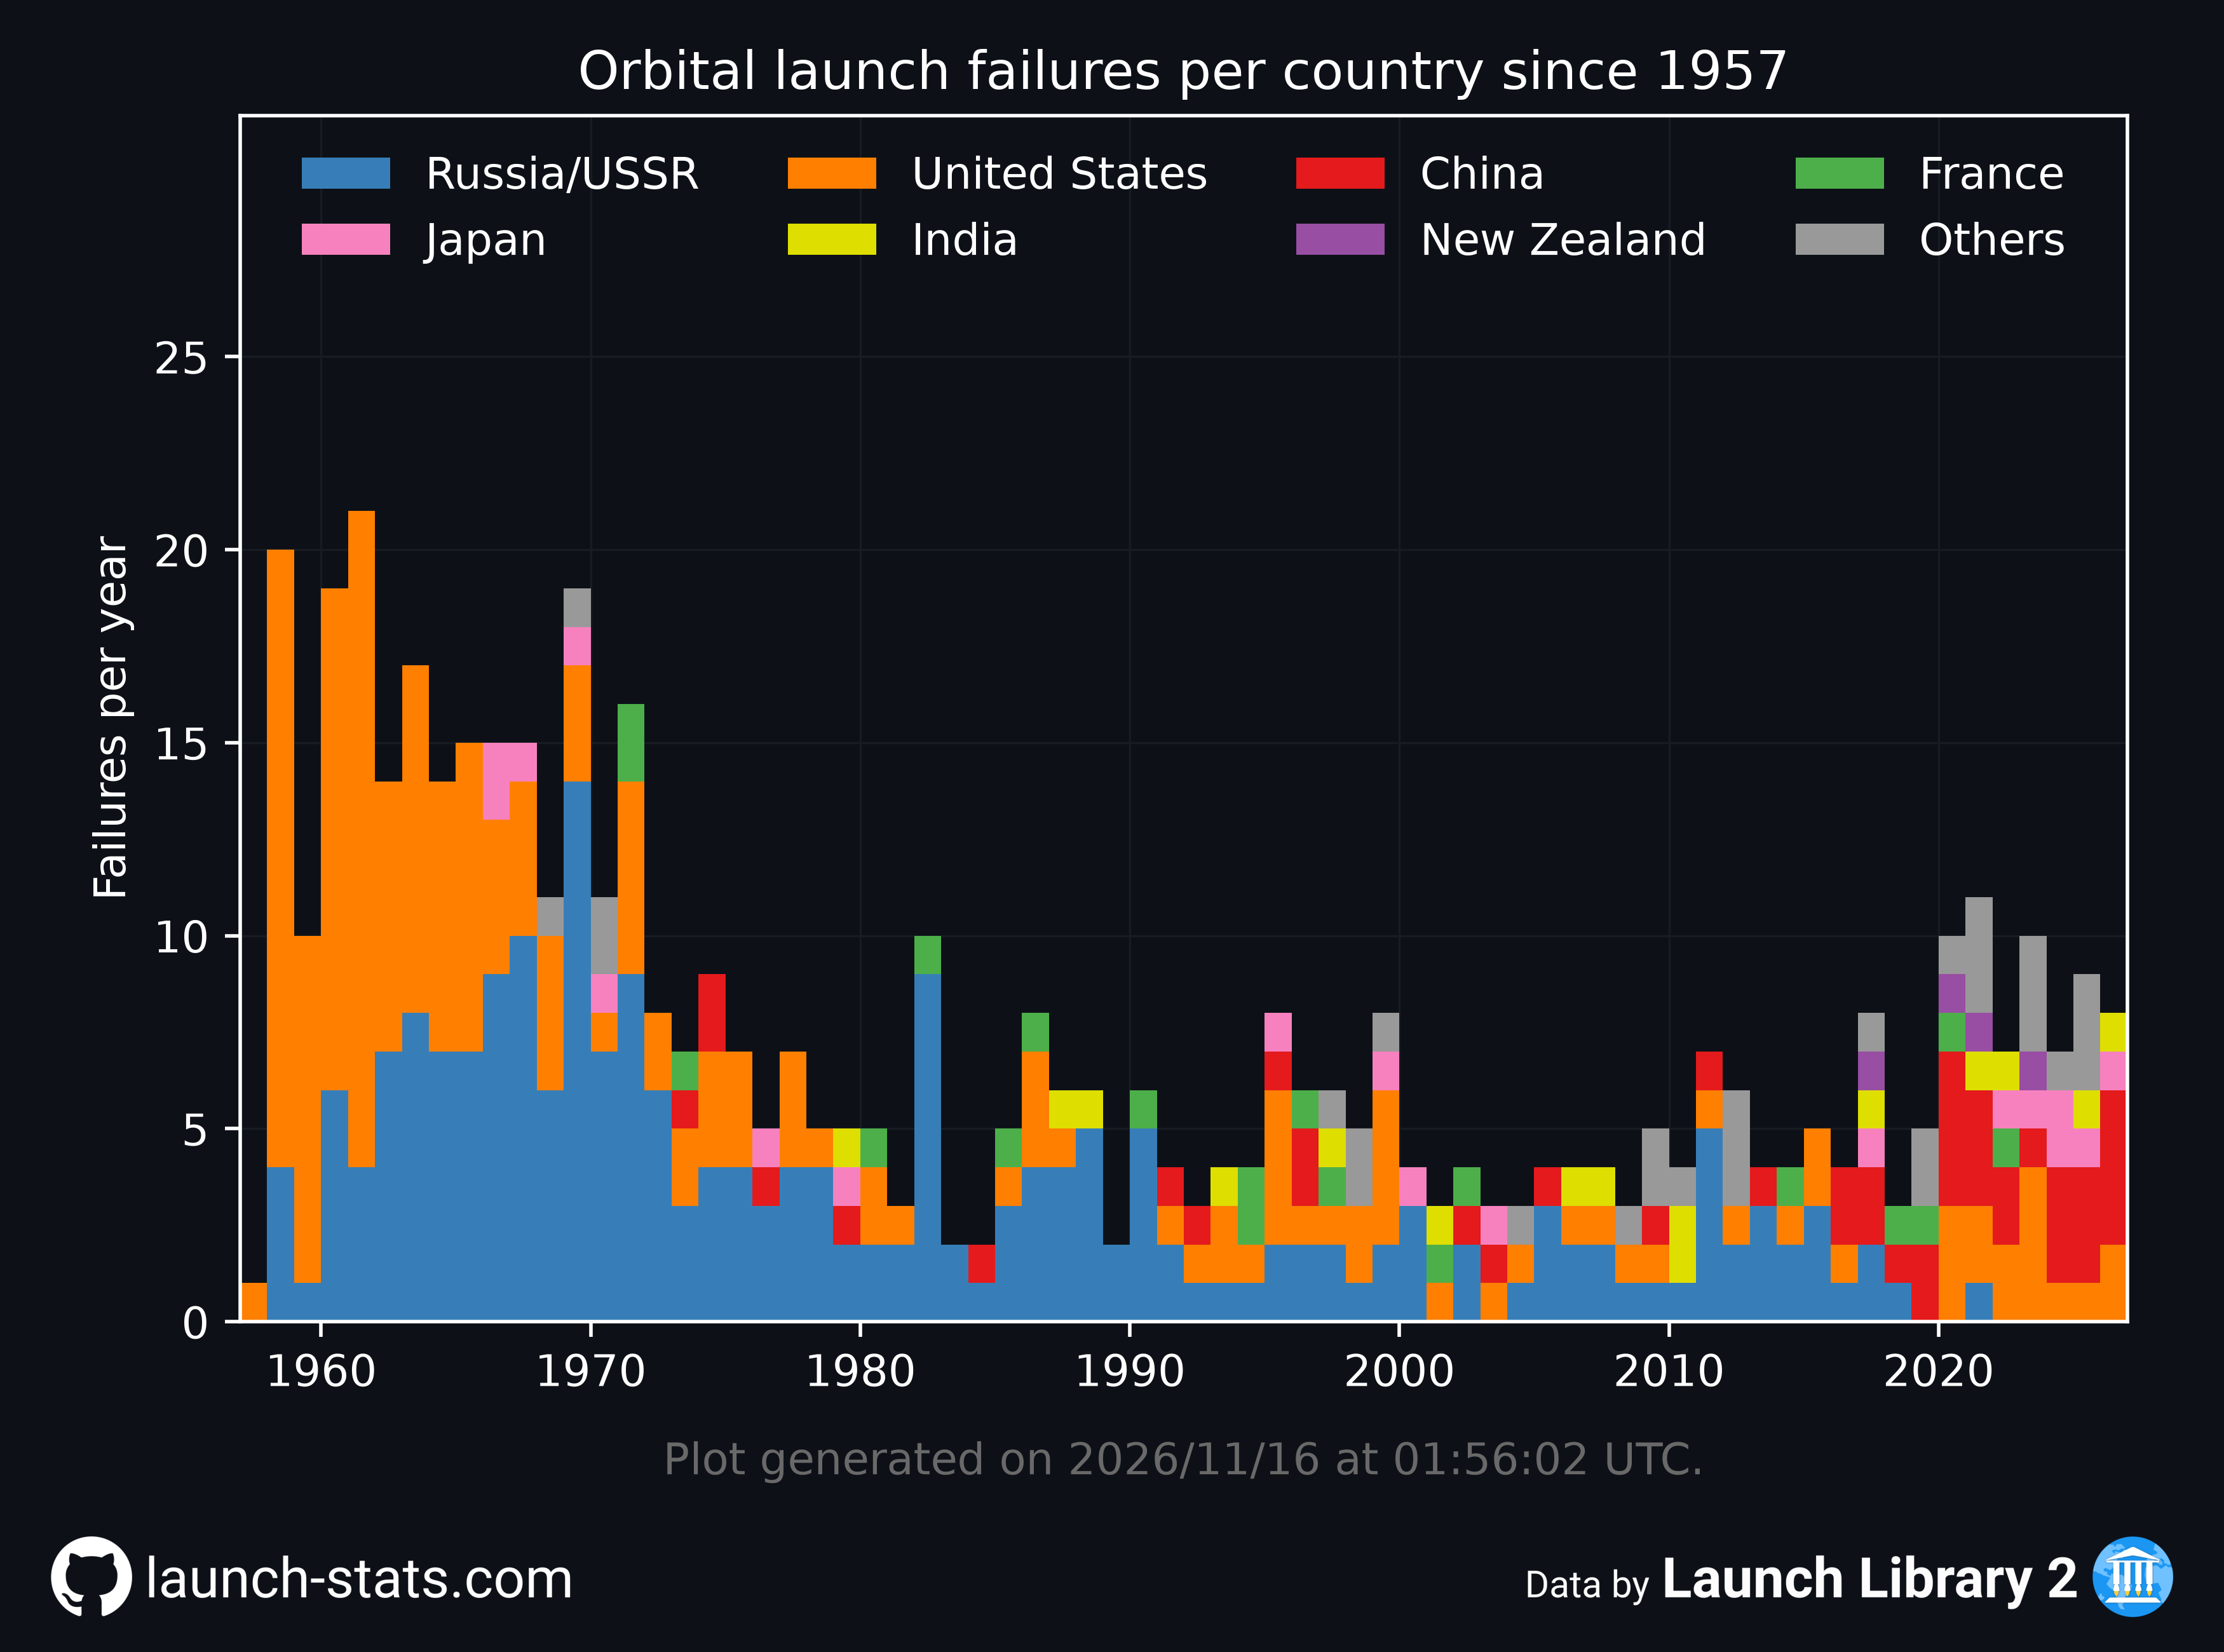 Orbital launch failures per country since 1957
Russia/USSR United States China France
Japan India New Zealand Others
Failures per year
25
20
15
10
5
0
1960 1970 1980 1990 2000 2010 2020
Plot generated on 2026/11/16 at 01:56:02 UTC.
launch-stats.com
Data by Launch Library 2